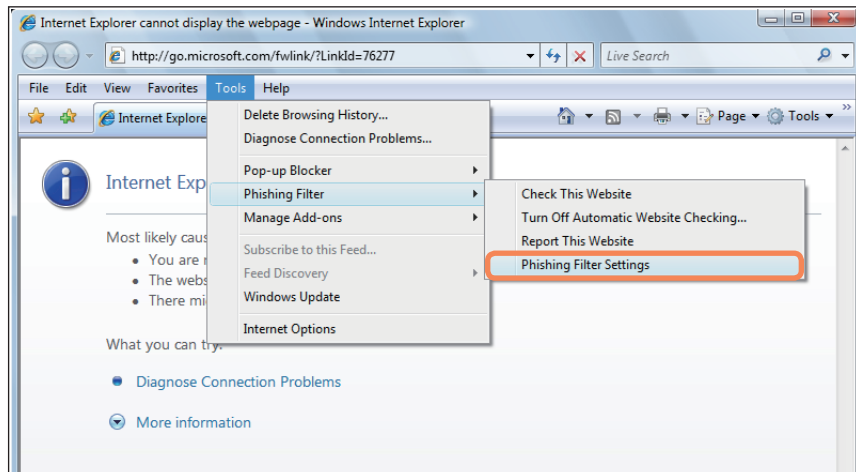 Internet Explorer cannot display the webpage - Windows Internet Explorer
http://go.microsoft.com/fwlink/?LinkId=76277
Live Search
File Edit View Favorites Tools Help
Internet Explore
Page Tools
Delete Browsing History...
Diagnose Connection Problems...
Pop-up Blocker
Phishing Filter
Manage Add-ons
Subscribe to this Feed...
Feed Discovery
Windows Update
Internet Options
Check This Website
Turn Off Automatic Website Checking...
Report This Website
Phishing Filter Settings
Internet Exp
Most likely caus
You are
The webs
There mi
What you can try:
Diagnose Connection Problems
More information